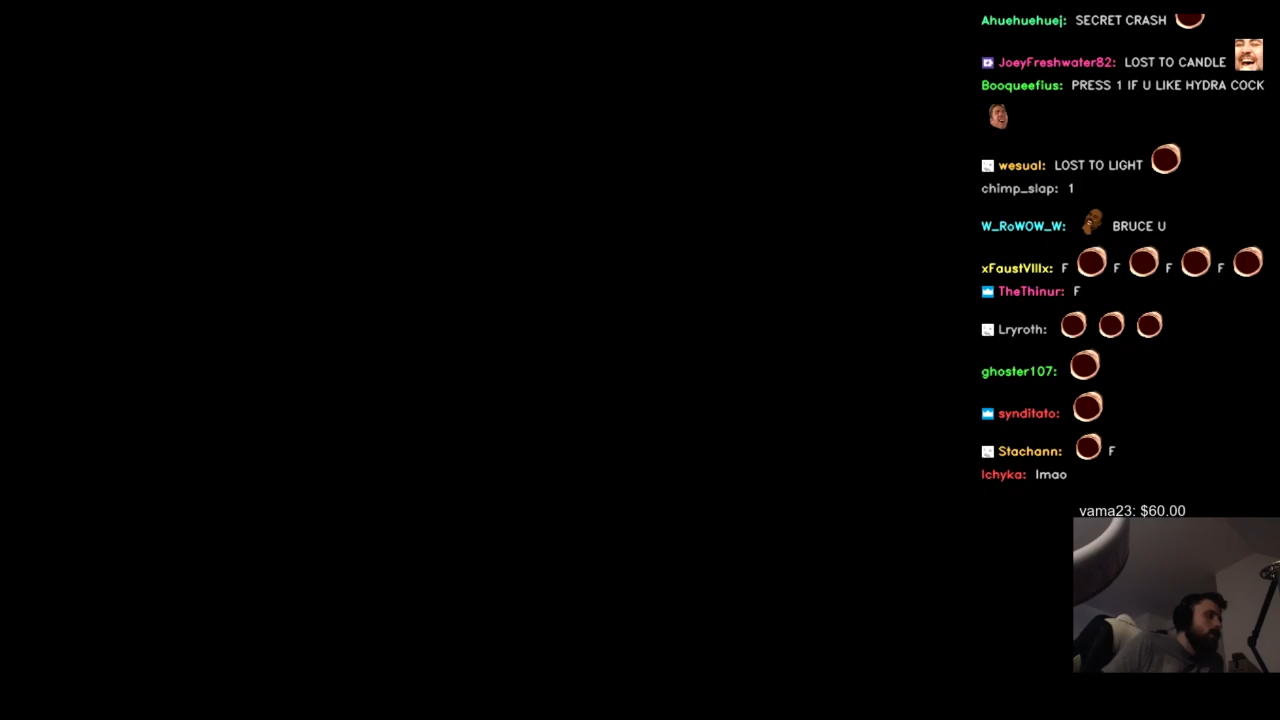 Ahuehuehuej: SECRET CRASH
JoeyFreshwater82: LOST TO CANDLE
Booqueefius: PRESS 1 IF U LIKE HYDRA COCK
wesual: LOST TO LIGHT
chimp_slap: 1
W_RoWOW_W: BRUCE U
xFaustVIIIx: F F F F
TheThinur: F
Lryroth:
ghoster107:
synditato:
Stachann: F
Ichyka: lmao
vama23: $60.00